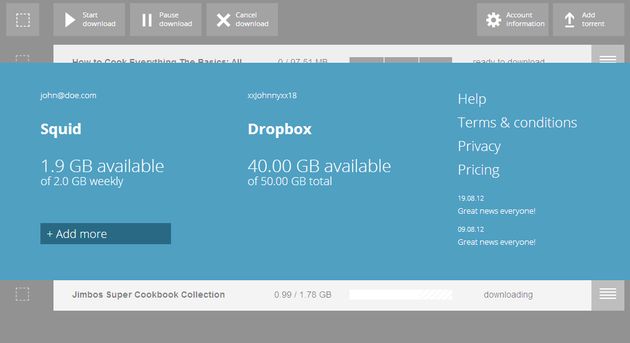 Start
download
Pause
download
Cancel
download
Account
information
Add
torrent
How to Cook Everything The Basics: All 0 / 97.51 MB ready to download
john@doe.com
Squid
1.9 GB available
of 2.0 GB weekly
+ Add more
xxJohnnyxx18
Dropbox
40.00 GB available
of 50.00 GB total
Help
Terms & conditions
Privacy
Pricing
19.08.12
Great news everyone!
09.08.12
Great news everyone!
Jimbos Super Cookbook Collection 0.99 / 1.78 GB downloading